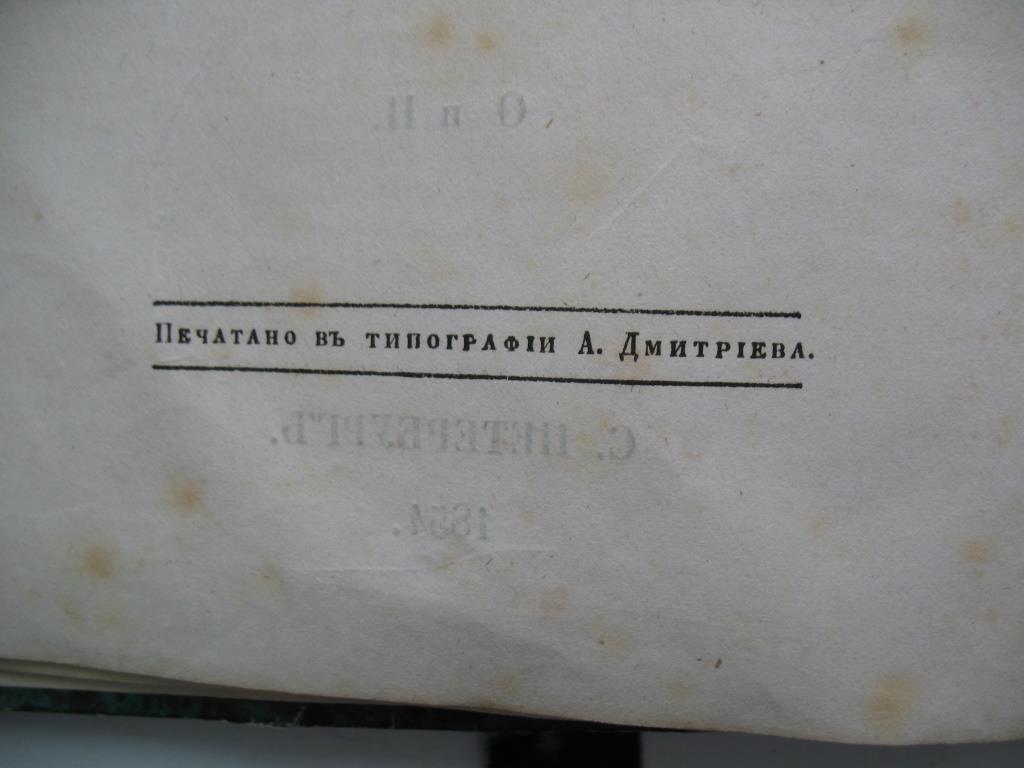 О и П.
Печатано въ типографіи А. Дмитріева.
С. ПЕТЕРБУРГЪ.
1854.